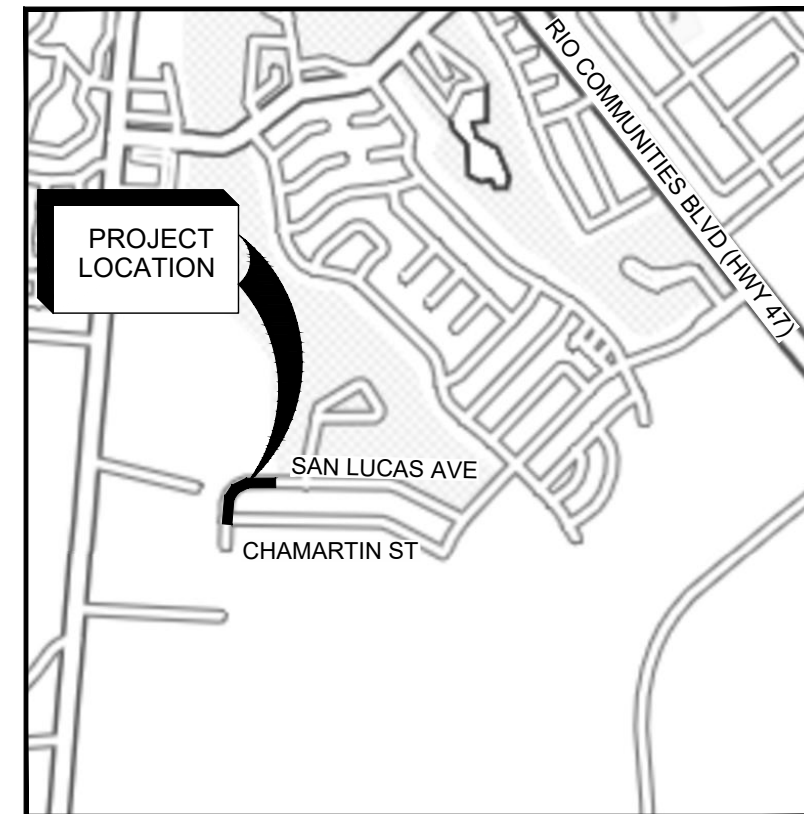 RIO COMMUNITIES BLVD (HWY 47)
PROJECT
LOCATION
SAN LUCAS AVE
CHAMARTIN ST